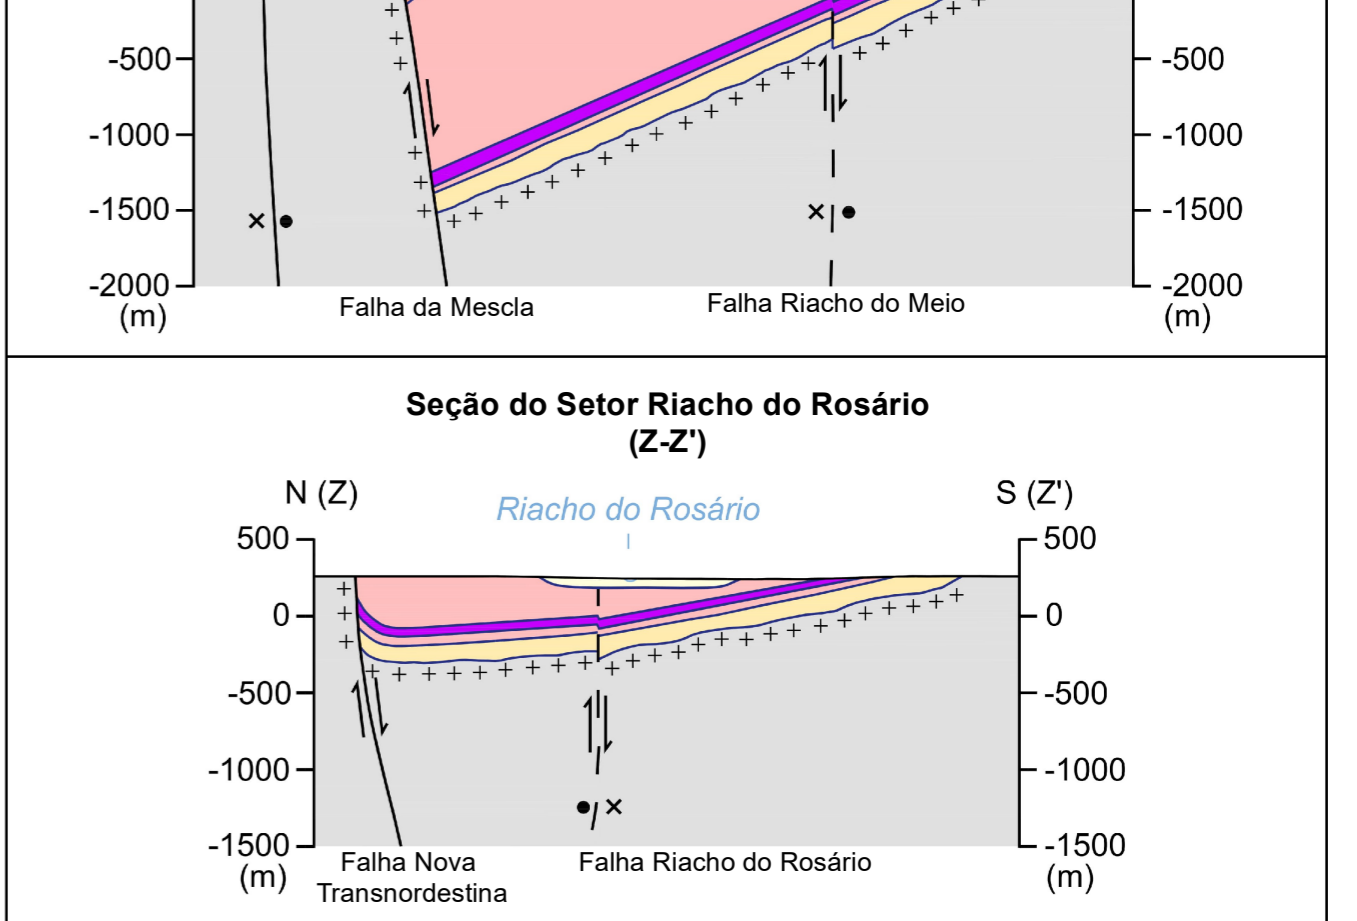 -500 -500
-1000 -1000
-1500 -1500
-2000 -2000
(m) Falha da Mescla Falha Riacho do Meio (m)
Seção do Setor Riacho do Rosário
(Z-Z')
N (Z) S (Z')
Riacho do Rosário
500 500
0 0
-500 -500
-1000 -1000
-1500 -1500
(m) Falha Nova Falha Riacho do Rosário (m)
Transnordestina